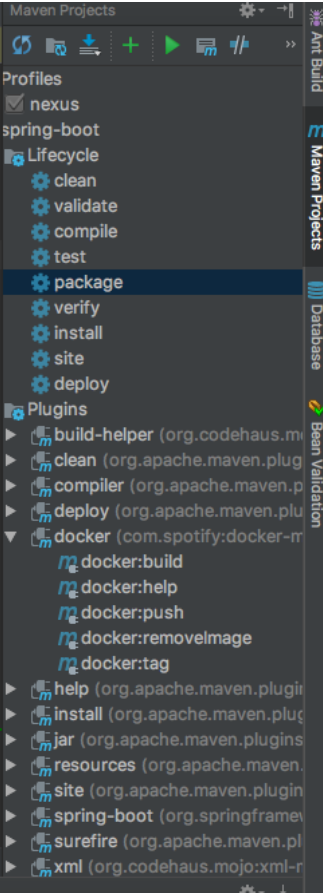 Maven Projects
Profiles
nexus
spring-boot
Lifecycle
clean
validate
compile
test
package
verify
install
site
deploy
Plugins
build-helper (org.codehaus.m
clean (org.apache.maven.plug
compiler (org.apache.maven.p
deploy (org.apache.maven.plu
docker (com.spotify:docker-m
docker:build
docker:help
docker:push
docker:removeImage
docker:tag
help (org.apache.maven.plugin
install (org.apache.maven.plug
jar (org.apache.maven.plugins
resources (org.apache.maven.
site (org.apache.maven.plugin
spring-boot (org.springframew
surefire (org.apache.maven.pl
xml (org.codehaus.mojo:xml-m
Ant Build
Maven Projects
Database
Bean Validation